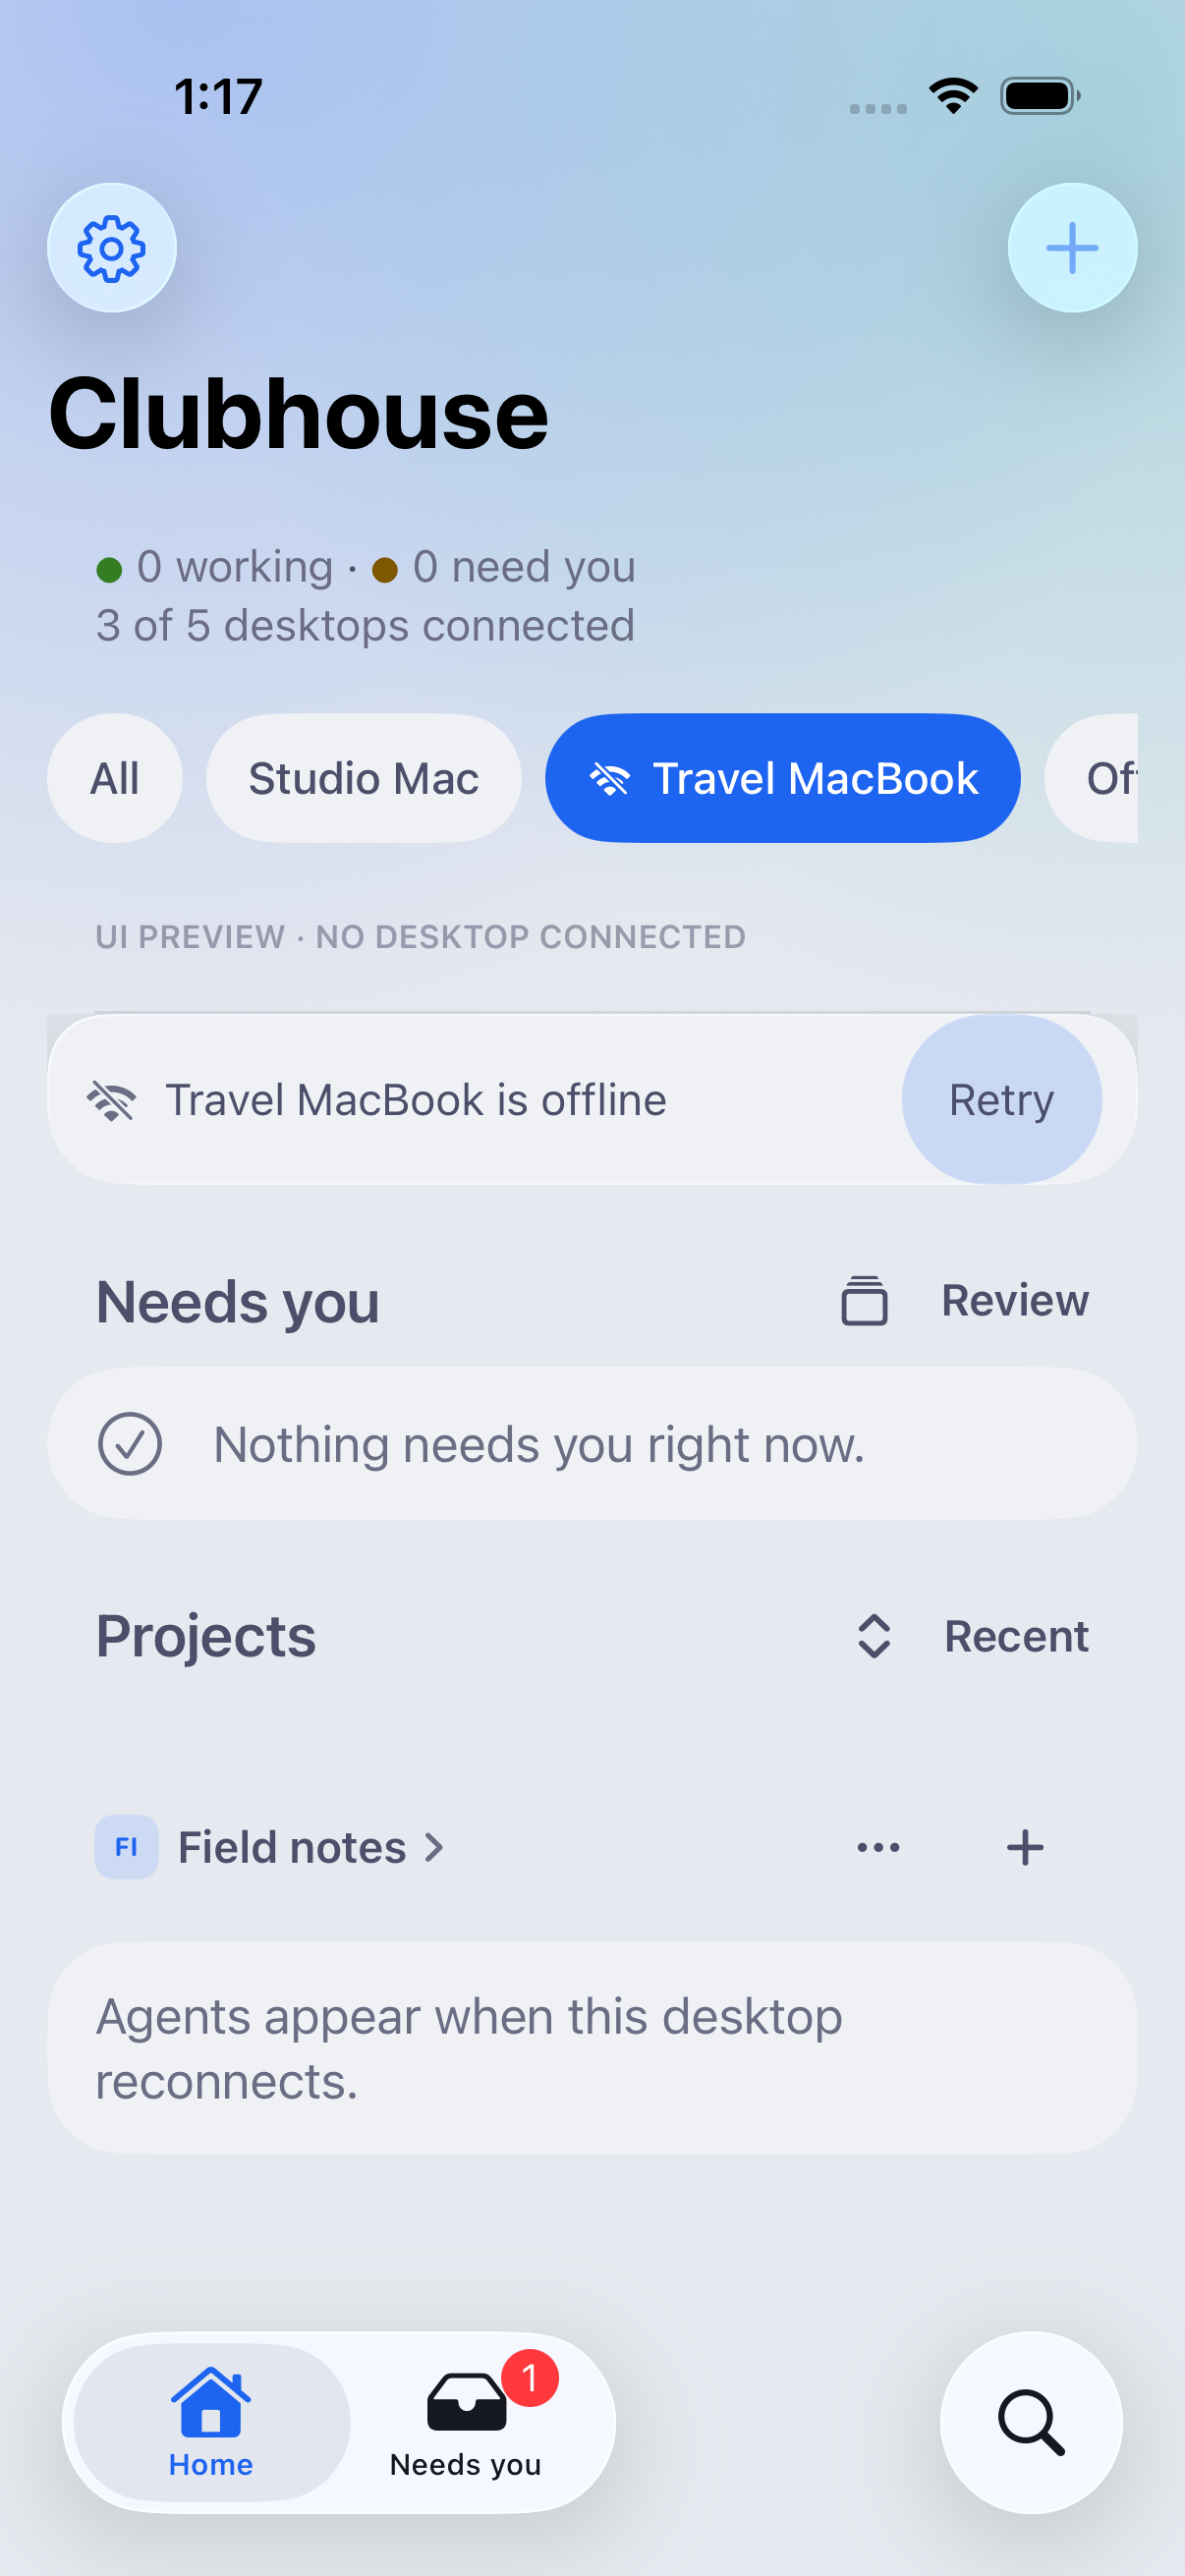 1:17
Clubhouse
0 working · 0 need you
3 of 5 desktops connected
All
Studio Mac
Travel MacBook
UI PREVIEW · NO DESKTOP CONNECTED
Travel MacBook is offline
Retry
Needs you
Review
Nothing needs you right now.
Projects
Recent
FI
Field notes
Agents appear when this desktop
reconnects.
1
Home
Needs you